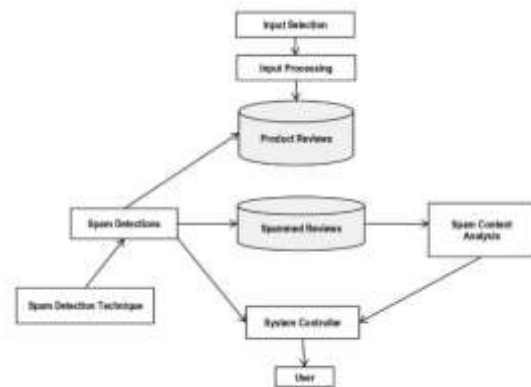 Input Selection
Input Processing
Product Reviews
Spam Detections
Spammed Reviews
Spam Content
Analysis
Spam Detection Technique
System Controller
User